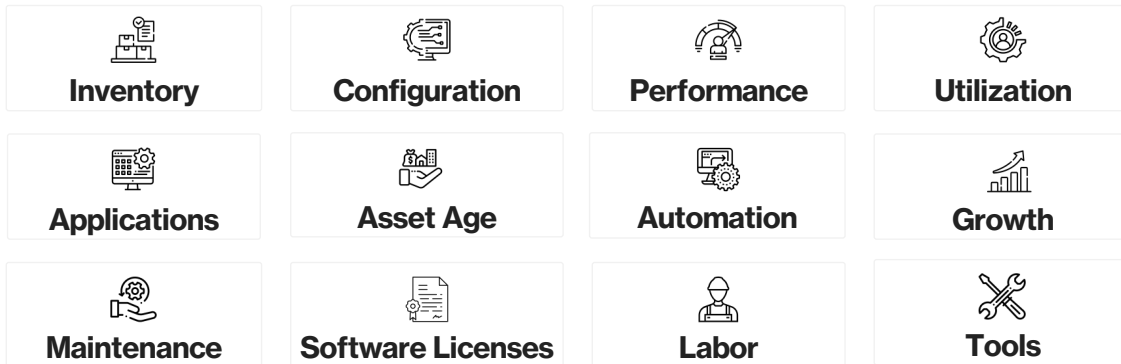 Inventory
Configuration
Performance
Utilization
Applications
Asset Age
Automation
Growth
Maintenance
Software Licenses
Labor
Tools